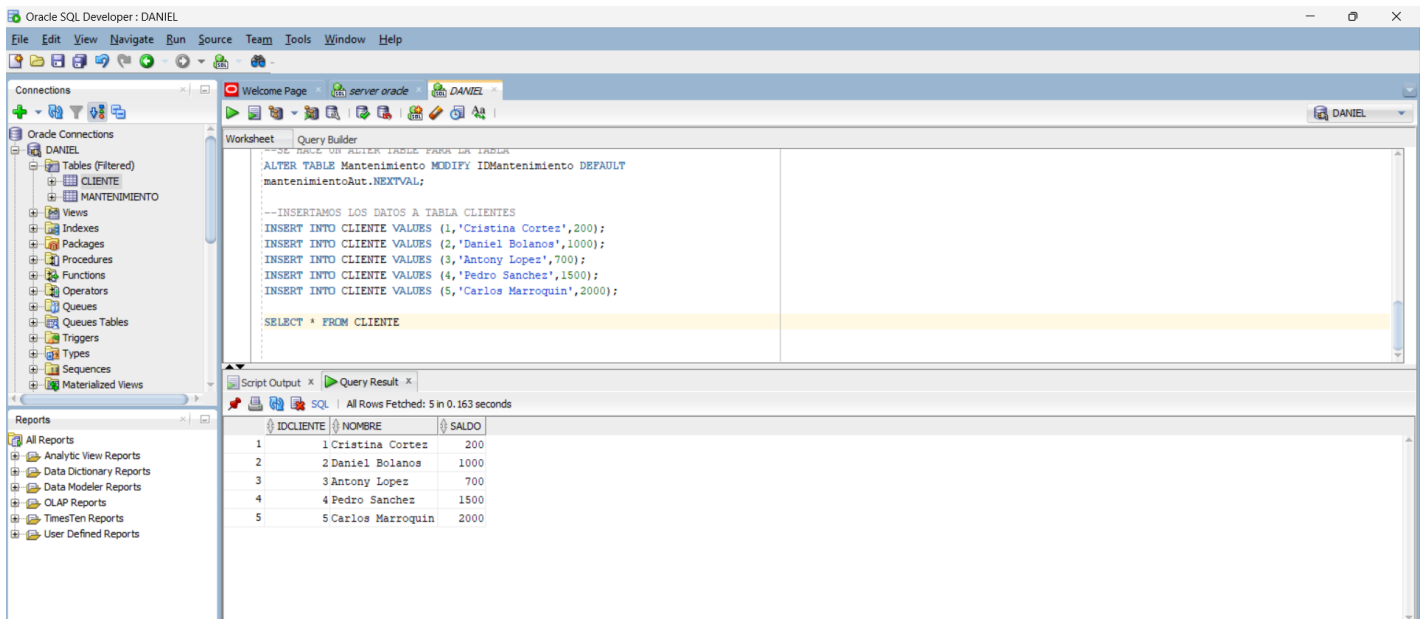 Oracle SQL Developer : DANIEL
File Edit View Navigate Run Source Team Tools Window Help
Connections
Oracle Connections
DANIEL
Tables (Filtered)
CLIENTE
MANTENIMIENTO
Views
Indexes
Packages
Procedures
Functions
Operators
Queues
Queues Tables
Triggers
Types
Sequences
Materialized Views
Reports
All Reports
Analytic View Reports
Data Dictionary Reports
Data Modeler Reports
OLAP Reports
TimesTen Reports
User Defined Reports
Welcome Page server oracle DANIEL
DANIEL
Worksheet Query Builder
--SE HACE UN ALTER TABLE PARA LA TABLA
ALTER TABLE Mantenimiento MODIFY IDMantenimiento DEFAULT
mantenimientoAut.NEXTVAL;
--INSERTAMOS LOS DATOS A TABLA CLIENTES
INSERT INTO CLIENTE VALUES (1,'Cristina Cortez',200);
INSERT INTO CLIENTE VALUES (2,'Daniel Bolanos',1000);
INSERT INTO CLIENTE VALUES (3,'Antony Lopez',700);
INSERT INTO CLIENTE VALUES (4,'Pedro Sanchez',1500);
INSERT INTO CLIENTE VALUES (5,'Carlos Marroquin',2000);
SELECT * FROM CLIENTE
Script Output x Query Result x
SQL | All Rows Fetched: 5 in 0.163 seconds
IDCLIENTE NOMBRE SALDO
1 1 Cristina Cortez 200
2 2 Daniel Bolanos 1000
3 3 Antony Lopez 700
4 4 Pedro Sanchez 1500
5 5 Carlos Marroquin 2000